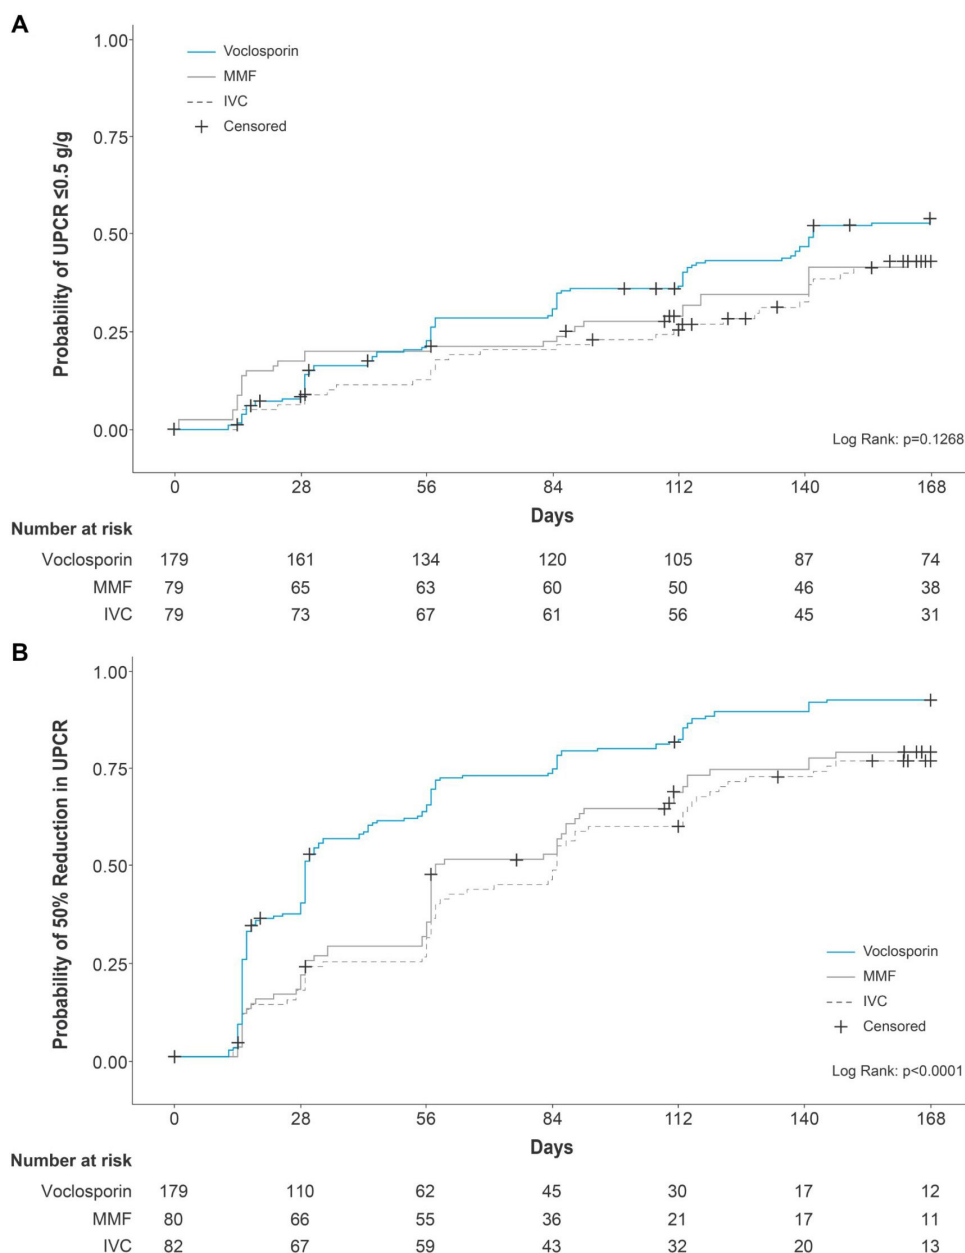 A
1.00
0.75
0.50
0.25
0.00
Probability of UPCR ≤0.5 g/g
Voclosporin
MMF
IVC
Censored
Log Rank: p=0.1268
0 28 56 84 112 140 168
Days
Number at risk
Voclosporin 179 161 134 120 105 87 74
MMF 79 65 63 60 50 46 38
IVC 79 73 67 61 56 45 31
B
1.00
0.75
0.50
0.25
0.00
Probability of 50% Reduction in UPCR
Voclosporin
MMF
IVC
Censored
Log Rank: p<0.0001
0 28 56 84 112 140 168
Days
Number at risk
Voclosporin 179 110 62 45 30 17 12
MMF 80 66 55 36 21 17 11
IVC 82 67 59 43 32 20 13